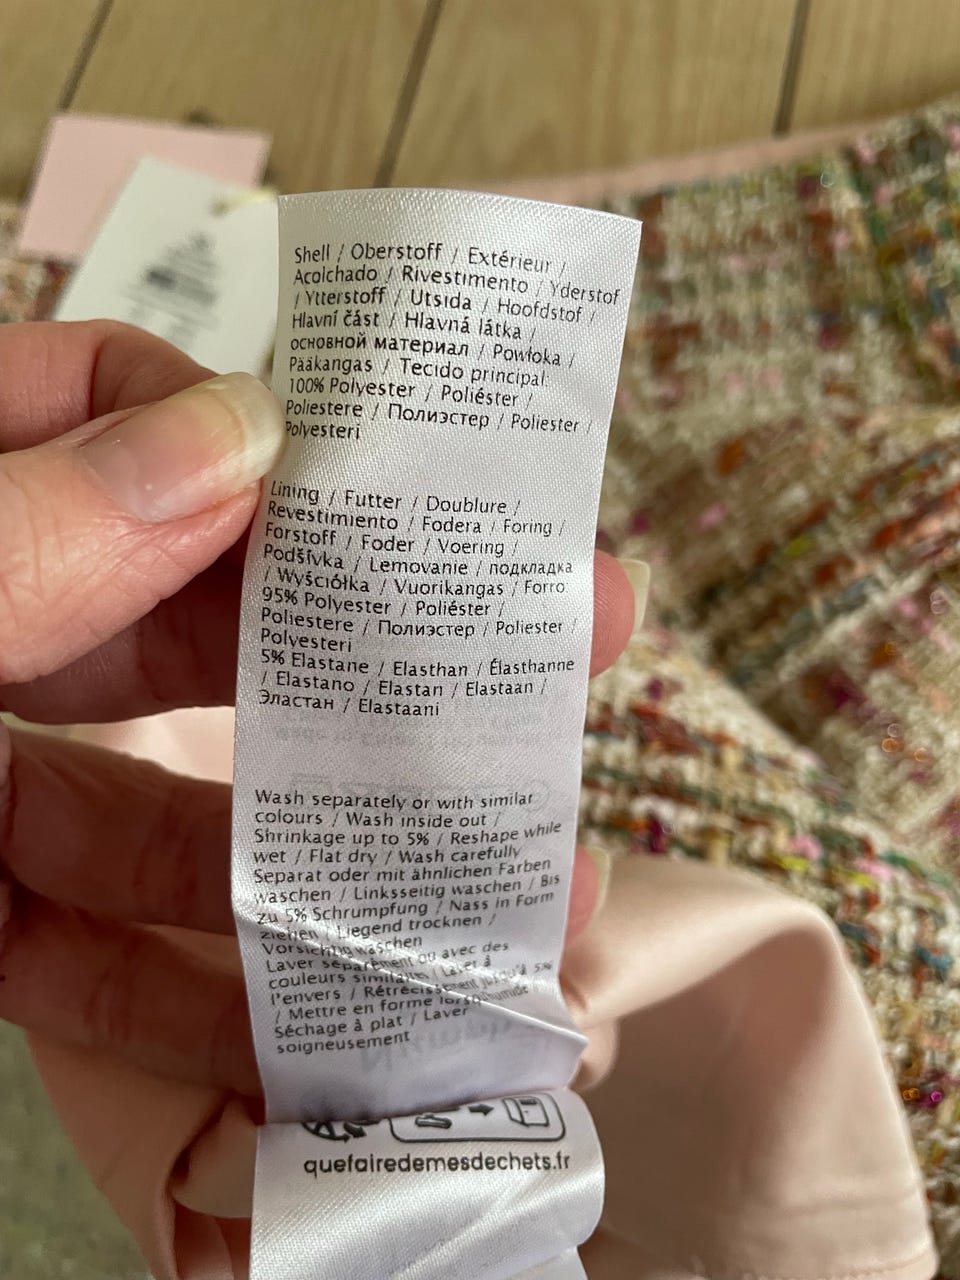 Shell / Oberstoff / Extérieur /
Acolchado / Rivestimento / Yderstof
/ Ytterstoff / Utsida / Hoofdstof /
Hlavní část / Hlavná látka /
основной материал / Powłoka /
Pääkangas / Tecido principal:
100% Polyester / Poliéster /
Poliestere / Полиэстер / Poliester /
Polyesteri
Lining / Futter / Doublure /
Revestimiento / Fodera / Foring /
Forstoff / Foder / Voering /
Podšívka / Lemovanie / подкладка
/ Wyściółka / Vuorikangas / Forro
95% Polyester / Poliéster /
Poliestere / Полиэстер / Poliester /
Polyesteri
5% Elastane / Elasthan / Élasthanne
/ Elastano / Elastan / Elastaan /
Эластан / Elastaani
Wash separately or with similar
colours / Wash inside out /
Shrinkage up to 5% / Reshape while
wet / Flat dry / Wash carefully
Separat oder mit ähnlichen Farben
waschen / Linksseitig waschen / Bis
zu 5% Schrumpfung / Nass in Form
ziehen / Liegend trocknen /
Vorsichtig waschen
Laver séparément ou avec des
couleurs similaires / Laver à
l'envers / Rétrécissement jusqu'à 5%
/ Mettre en forme lorsqu'humide /
Séchage à plat / Laver
soigneusement
quefairedemesdechets.fr